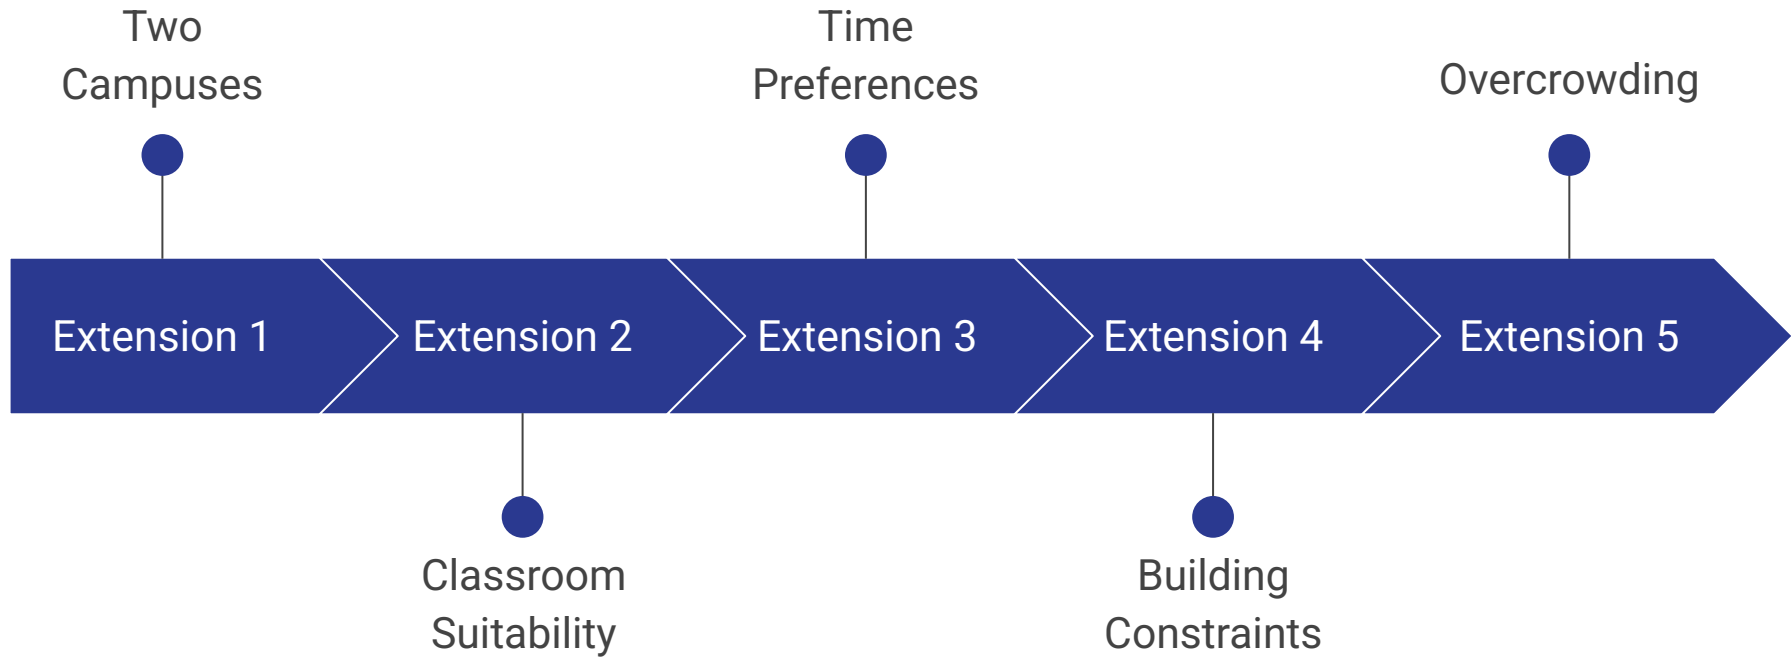 Two
Campuses
Time
Preferences
Overcrowding
Extension 1
Extension 2
Extension 3
Extension 4
Extension 5
Classroom
Suitability
Building
Constraints